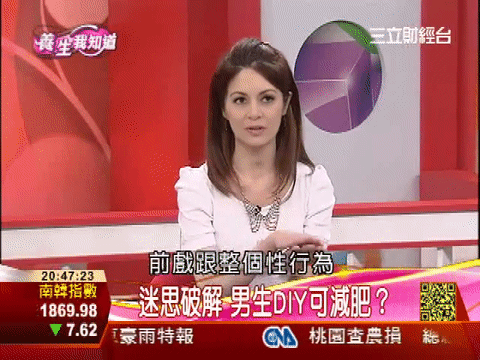 養生我知道
三立財經台
前戲跟整個性行為
迷思破解 男生DIY可減肥？
20:47:23
南韓指數
1869.98
▼7.62
豪雨特報 CNA 桃園查農損